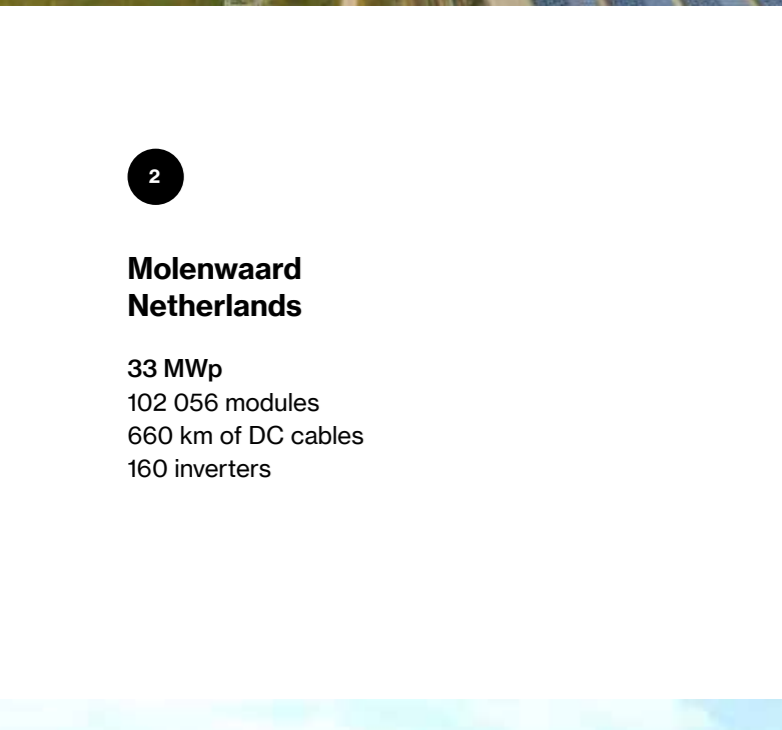 2
Molenwaard
Netherlands
33 MWp
102 056 modules
660 km of DC cables
160 inverters